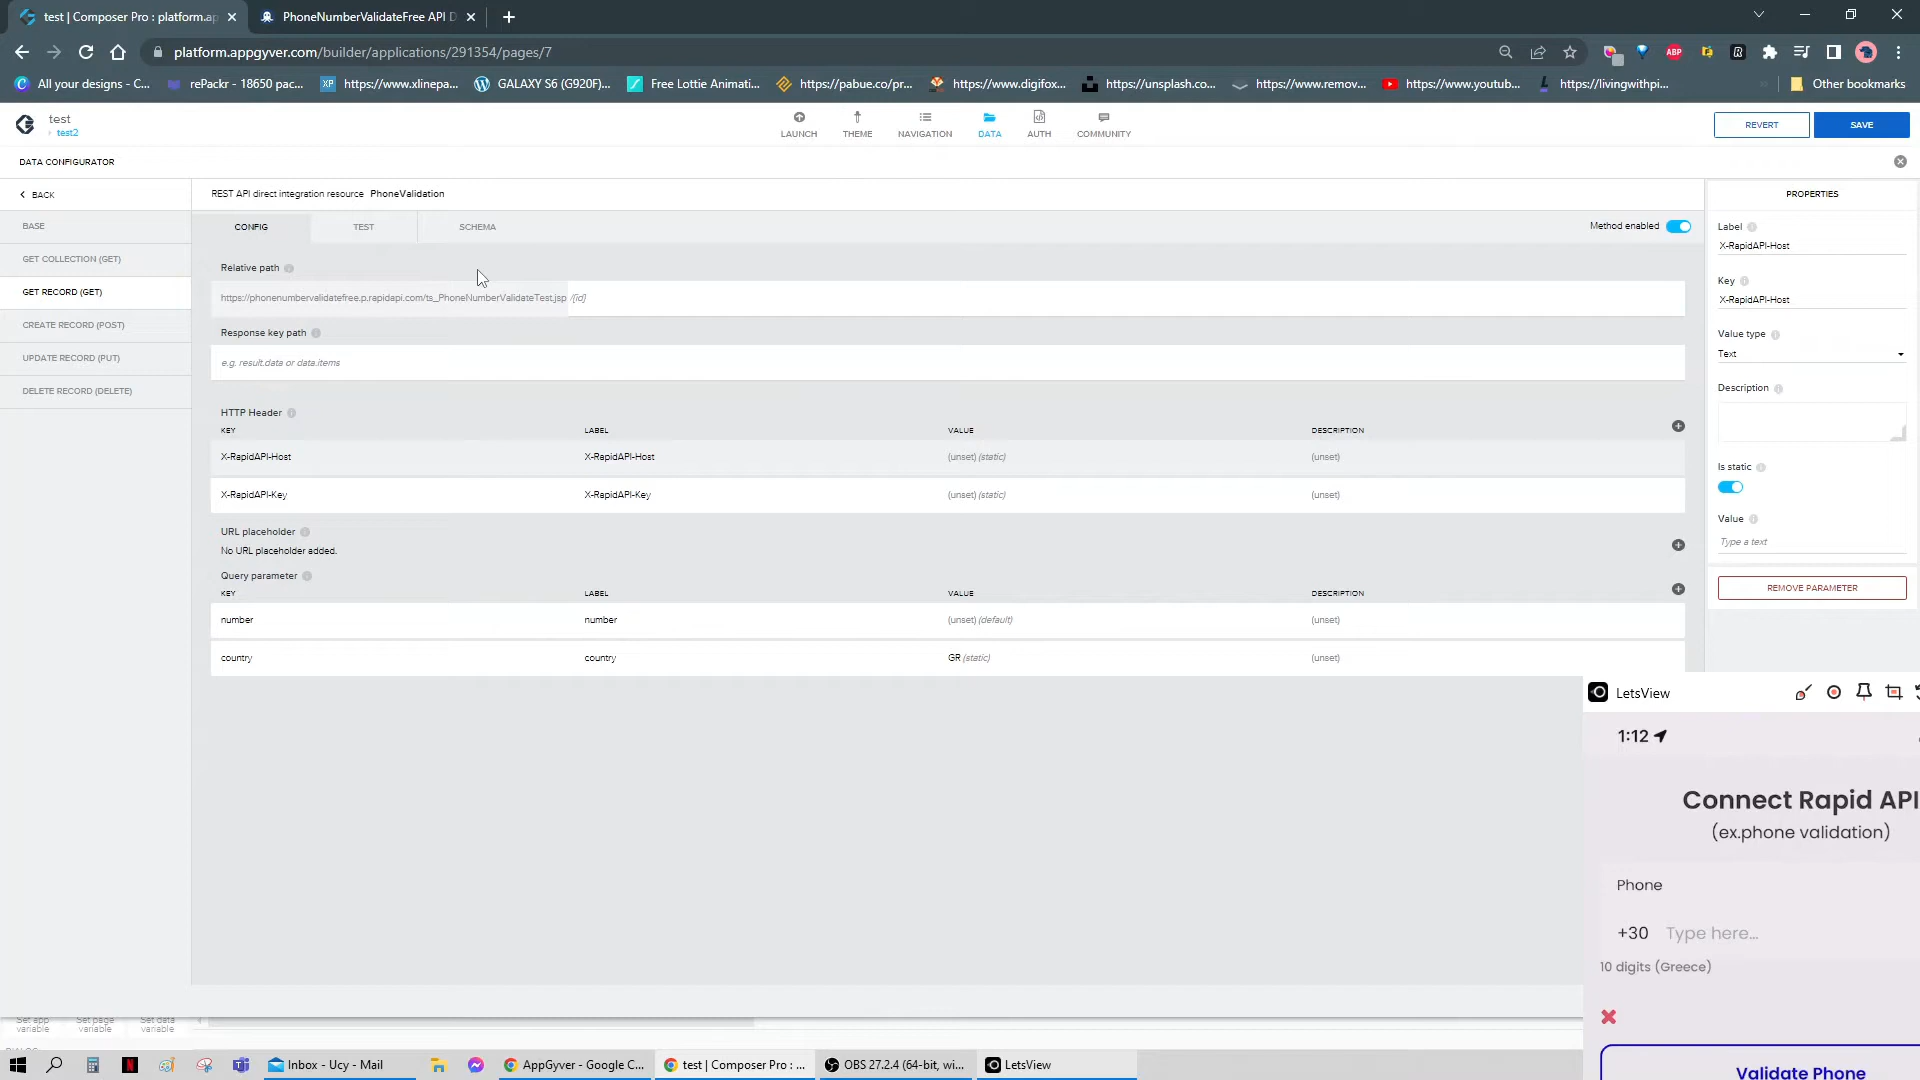 test | Composer Pro : platform.ap
PhoneNumberValidateFree API D
platform.appgyver.com/builder/applications/291354/pages/7
All your designs - C...
rePackr - 18650 pac...
https://www.xlinepa...
GALAXY S6 (G920F)...
Free Lottie Animati...
https://pabue.co/pr...
https://www.digifox...
https://unsplash.co...
https://www.remov...
https://www.youtub...
https://livingwithpi...
Other bookmarks
test
test2
LAUNCH
THEME
NAVIGATION
DATA
AUTH
COMMUNITY
REVERT
SAVE
DATA CONFIGURATOR
BACK
REST API direct integration resource PhoneValidation
PROPERTIES
BASE
GET COLLECTION (GET)
GET RECORD (GET)
CREATE RECORD (POST)
UPDATE RECORD (PUT)
DELETE RECORD (DELETE)
CONFIG
TEST
SCHEMA
Method enabled
Relative path
https://phonenumbervalidatefree.p.rapidapi.com/ts_PhoneNumberValidateTest.jsp /{id}
Response key path
e.g. result.data or data.items
HTTP Header
KEY LABEL VALUE DESCRIPTION
X-RapidAPI-Host X-RapidAPI-Host (unset) (static) (unset)
X-RapidAPI-Key X-RapidAPI-Key (unset) (static) (unset)
URL placeholder
No URL placeholder added.
Query parameter
KEY LABEL VALUE DESCRIPTION
number number (unset) (default) (unset)
country country GR (static) (unset)
Label
X-RapidAPI-Host
Key
X-RapidAPI-Host
Value type
Text
Description
Is static
Value
Type a text
REMOVE PARAMETER
LetsView
1:12
Connect Rapid API
(ex.phone validation)
Phone
+30 Type here...
10 digits (Greece)
Validate Phone
Set app variable
Set page variable
Set data variable
Inbox - Ucy - Mail
AppGyver - Google C...
test | Composer Pro : ...
OBS 27.2.4 (64-bit, wi...
LetsView